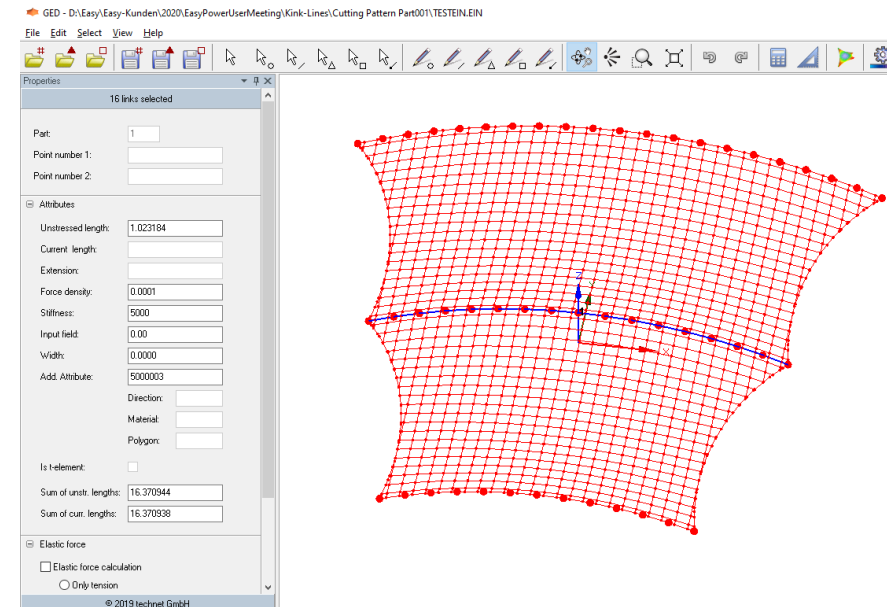 GED - D:\Easy\Easy-Kunden\2020\EasyPowerUserMeeting\Kink-Lines\Cutting Pattern Part001\TESTEIN.EIN
File Edit Select View Help
Properties
16 links selected
Part: 1
Point number 1:
Point number 2:
Attributes
Unstressed length: 1.023184
Current length:
Extension:
Force density: 0.0001
Stiffness: 5000
Input field: 0.00
Width: 0.0000
Add. Attribute: 5000003
Direction:
Material:
Polygon:
Is t-element:
Sum of unstr. lengths: 16.370944
Sum of curr. lengths: 16.370938
Elastic force
Elastic force calculation
Only tension
© 2019 technet GmbH
Z
Y
X